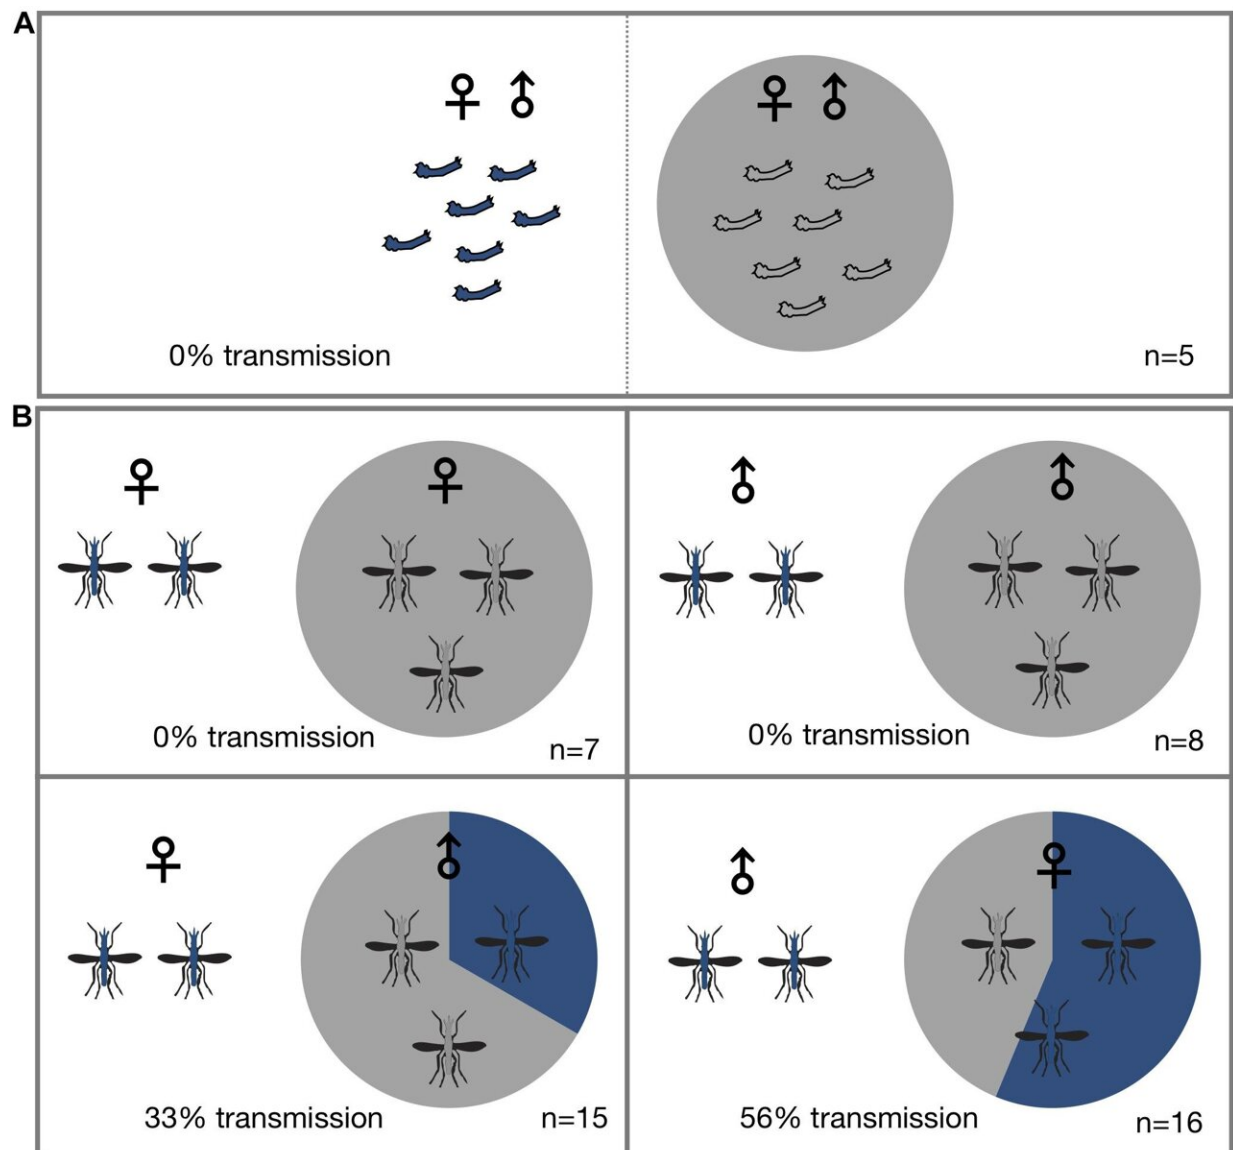 A
♀ ♂ ♀ ♂
0% transmission n=5
B
♀ ♀ ♂ ♂
0% transmission n=7 0% transmission n=8
♀ ♂ ♂ ♀
33% transmission n=15 56% transmission n=16